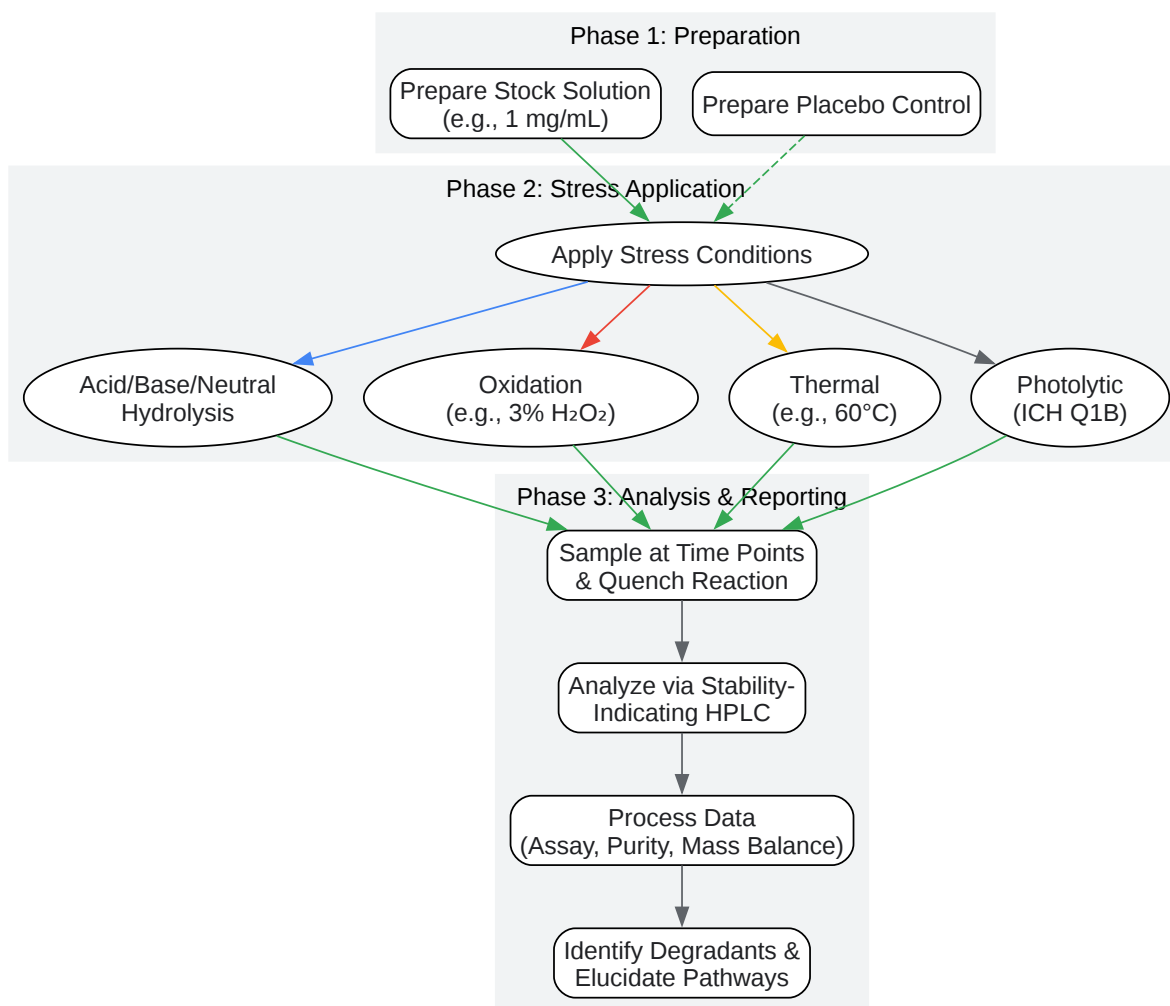 Phase 1: Preparation
Prepare Stock Solution
(e.g., 1 mg/mL)
Prepare Placebo Control
Phase 2: Stress Application
Apply Stress Conditions
Acid/Base/Neutral
Hydrolysis
Oxidation
(e.g., 3% H₂O₂)
Thermal
(e.g., 60°C)
Photolytic
(ICH Q1B)
Phase 3: Analysis & Reporting
Sample at Time Points
& Quench Reaction
Analyze via Stability-
Indicating HPLC
Process Data
(Assay, Purity, Mass Balance)
Identify Degradants &
Elucidate Pathways